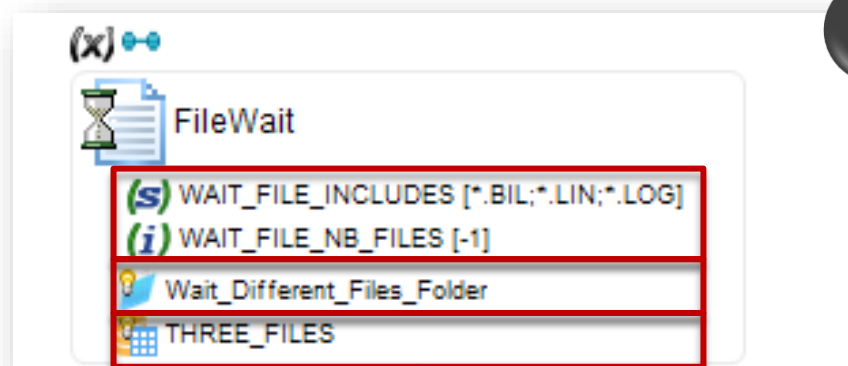 (x)
FileWait
(s) WAIT_FILE_INCLUDES [*.BIL;*.LIN;*.LOG]
(i) WAIT_FILE_NB_FILES [-1]
Wait_Different_Files_Folder
THREE_FILES